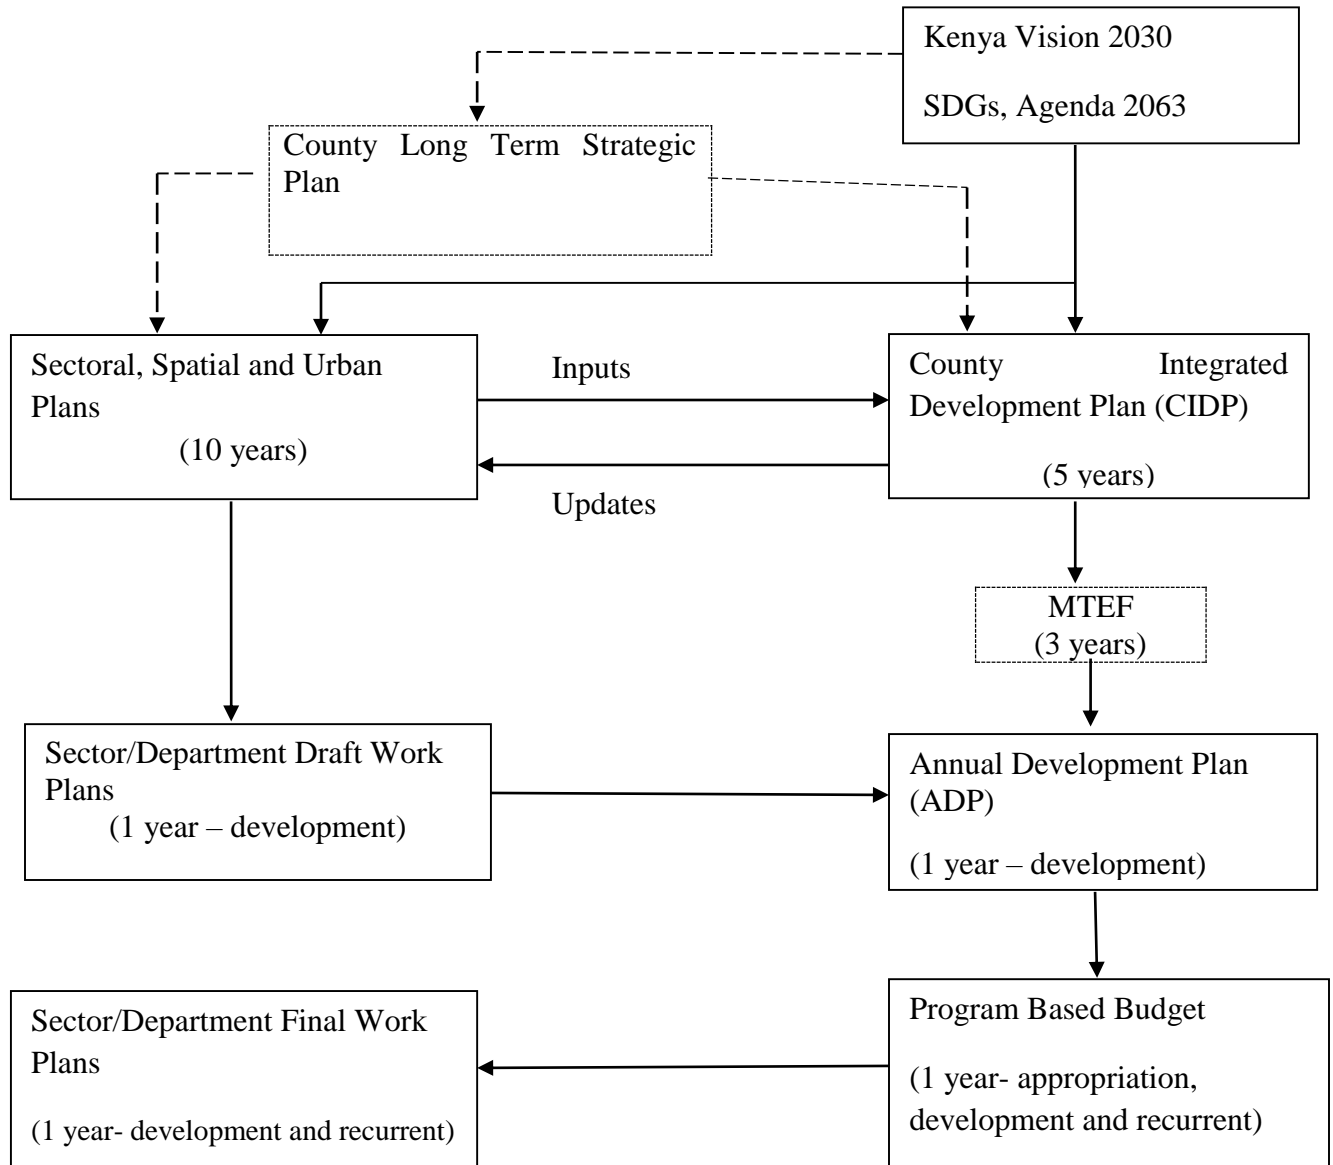 Kenya Vision 2030
SDGs, Agenda 2063
County Long Term Strategic
Plan
Sectoral, Spatial and Urban
Plans
(10 years)
Inputs
Updates
County Integrated
Development Plan (CIDP)
(5 years)
MTEF
(3 years)
Sector/Department Draft Work
Plans
(1 year – development)
Annual Development Plan
(ADP)
(1 year – development)
Sector/Department Final Work
Plans
(1 year- development and recurrent)
Program Based Budget
(1 year- appropriation,
development and recurrent)